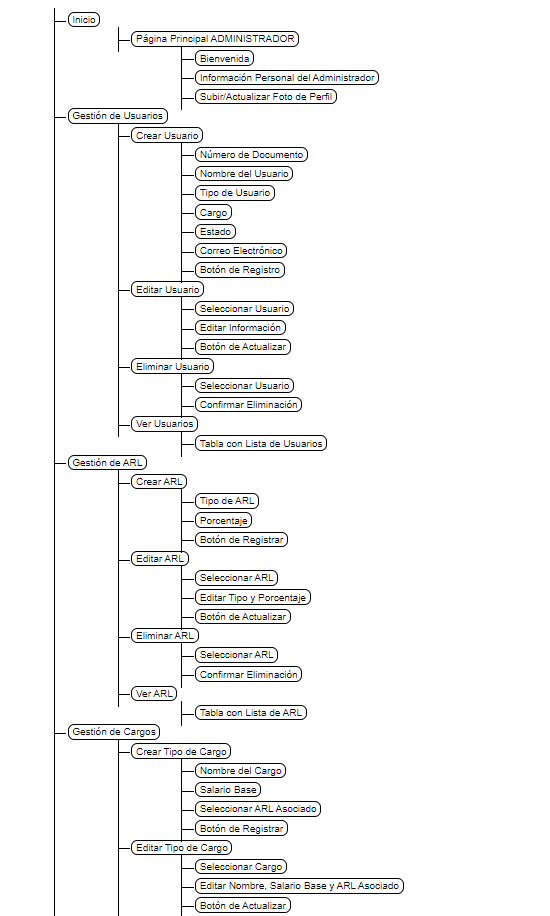 Inicio
Página Principal ADMINISTRADOR
Bienvenida
Información Personal del Administrador
Subir/Actualizar Foto de Perfil
Gestión de Usuarios
Crear Usuario
Número de Documento
Nombre del Usuario
Tipo de Usuario
Cargo
Estado
Correo Electrónico
Botón de Registro
Editar Usuario
Seleccionar Usuario
Editar Información
Botón de Actualizar
Eliminar Usuario
Seleccionar Usuario
Confirmar Eliminación
Ver Usuarios
Tabla con Lista de Usuarios
Gestión de ARL
Crear ARL
Tipo de ARL
Porcentaje
Botón de Registrar
Editar ARL
Seleccionar ARL
Editar Tipo y Porcentaje
Botón de Actualizar
Eliminar ARL
Seleccionar ARL
Confirmar Eliminación
Ver ARL
Tabla con Lista de ARL
Gestión de Cargos
Crear Tipo de Cargo
Nombre del Cargo
Salario Base
Seleccionar ARL Asociado
Botón de Registrar
Editar Tipo de Cargo
Seleccionar Cargo
Editar Nombre, Salario Base y ARL Asociado
Botón de Actualizar